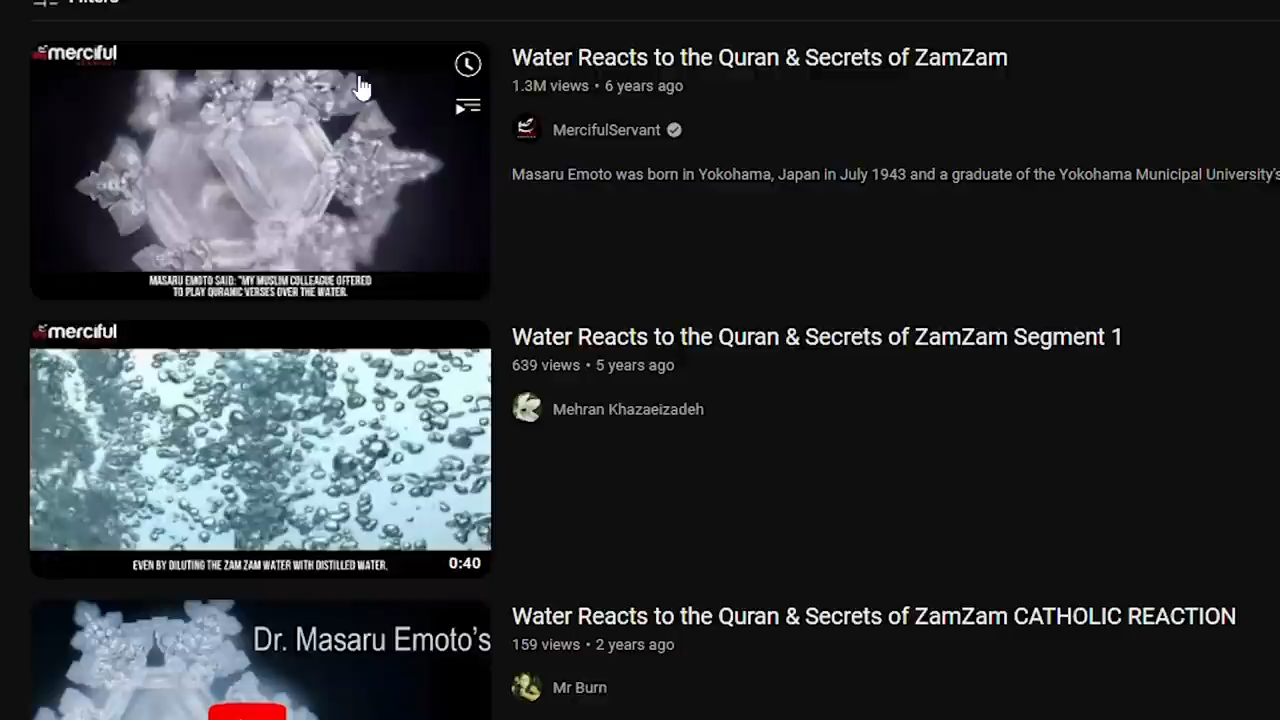 Filters
merciful
MASARU EMOTO SAID: "MY MUSLIM COLLEAGUE OFFERED
TO PLAY QURANIC VERSES OVER THE WATER.
Water Reacts to the Quran & Secrets of ZamZam
1.3M views • 6 years ago
MercifulServant
Masaru Emoto was born in Yokohama, Japan in July 1943 and a graduate of the Yokohama Municipal University's
merciful
EVEN BY DILUTING THE ZAM ZAM WATER WITH DISTILLED WATER.
0:40
Water Reacts to the Quran & Secrets of ZamZam Segment 1
639 views • 5 years ago
Mehran Khazaeizadeh
Dr. Masaru Emoto's
Water Reacts to the Quran & Secrets of ZamZam CATHOLIC REACTION
159 views • 2 years ago
Mr Burn